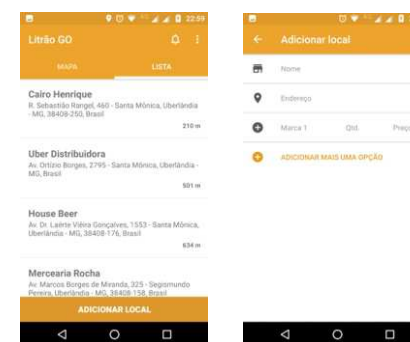 22:59
Litrão GO
MAPA
LISTA
Cairo Henrique
R. Sebastião Rangel, 460 - Santa Mônica, Uberlândia
- MG, 38408-250, Brasil
210 m
Uber Distribuidora
Av. Ortízio Borges, 2795 - Santa Mônica, Uberlândia -
MG, Brasil
501 m
House Beer
Av. Dr. Laerte Viêira Gonçalves, 1553 - Santa Mônica,
Uberlândia - MG, 38408-176, Brasil
634 m
Mercearia Rocha
Av. Marcos Borges de Miranda, 225 - Segismundo
Pereira, Uberlândia - MG, 38408-158, Brasil
ADICIONAR LOCAL
Adicionar local
Nome
Endereço
Marca 1 Qtd. Preço
ADICIONAR MAIS UMA OPÇÃO